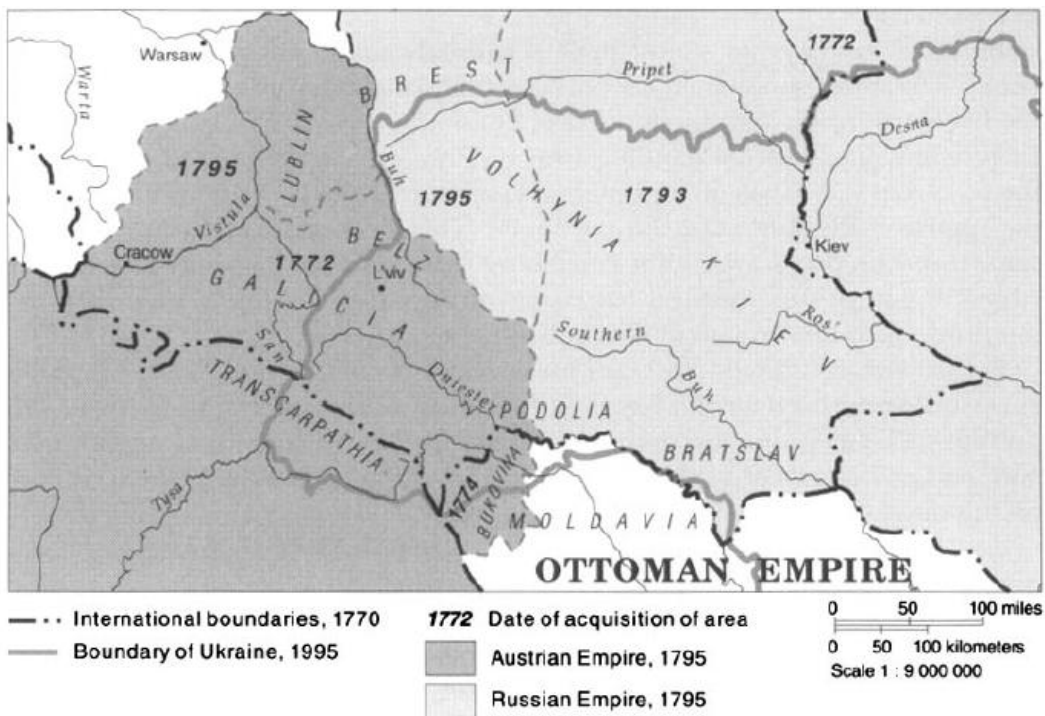 1772
Warsaw
Warta
BREST
Pripet
Desna
LUBLIN
1795
Buh
VOLHYNIA
1795
1793
Vistula
Cracow
BELZ
Kiev
1772
L'viv
GALICIA
KIEV
Ros'
San
Southern
Buh
TRANSCARPATHIA
Dniester
PODOLIA
BRATSLAV
Tysa
1774
BUKOVINA
MOLDAVIA
OTTOMAN EMPIRE
International boundaries, 1770
Boundary of Ukraine, 1995
1772 Date of acquisition of area
Austrian Empire, 1795
Russian Empire, 1795
0 50 100 miles
0 50 100 kilometers
Scale 1 : 9 000 000